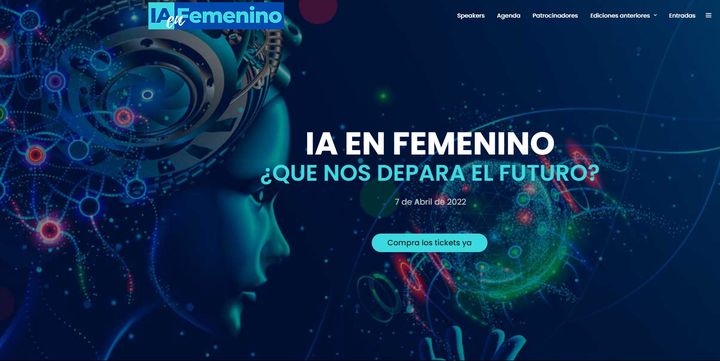 IA en Femenino
Speakers Agenda Patrocinadores Ediciones anteriores Entradas
IA EN FEMENINO
¿QUE NOS DEPARA EL FUTURO?
7 de Abril de 2022
Compra los tickets ya